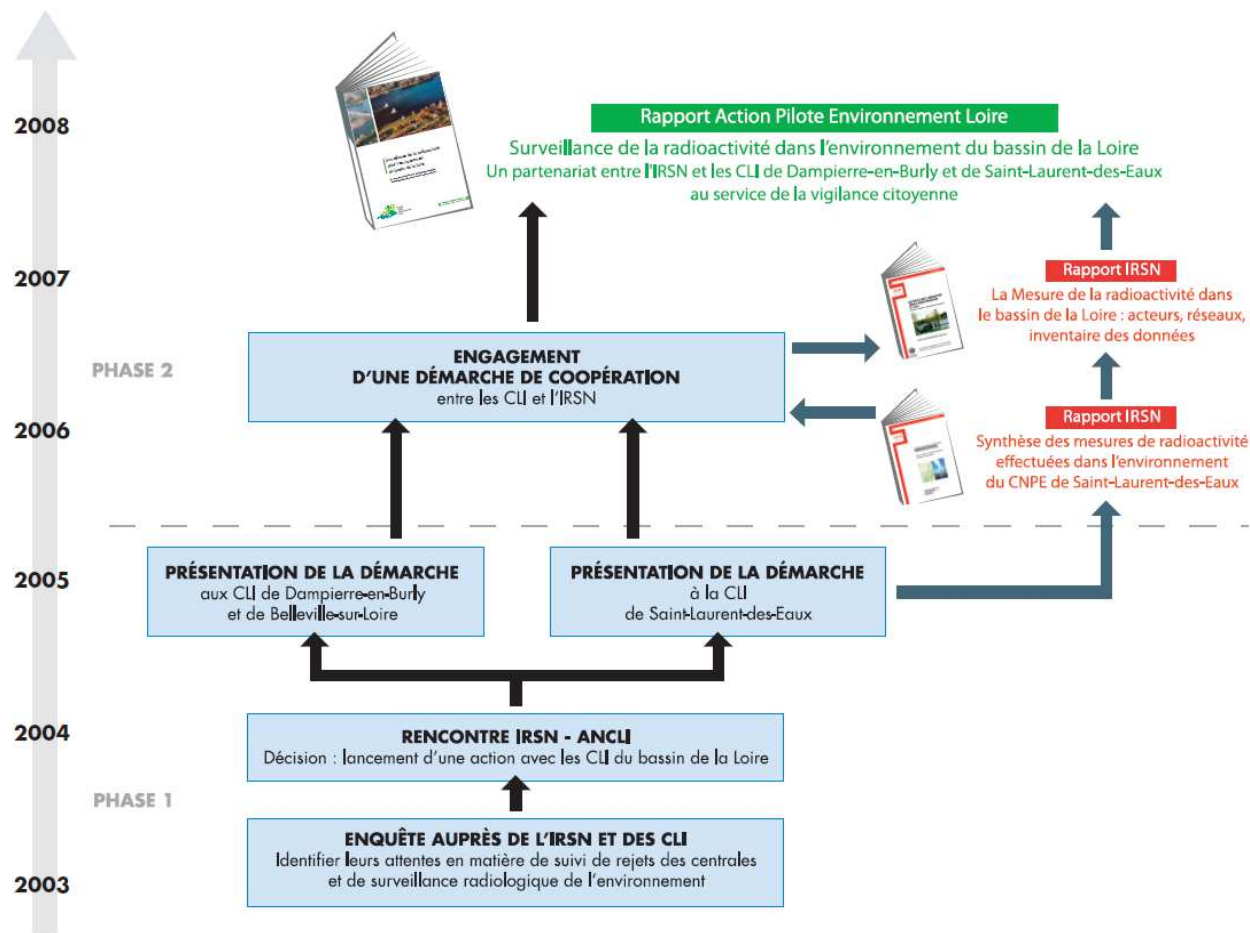 2008
Rapport Action Pilote Environnement Loire
Surveillance de la radioactivité dans l'environnement du bassin de la Loire
Un partenariat entre l'IRSN et les CLI de Dampierre-en-Burly et de Saint-Laurent-des-Eaux
au service de la vigilance citoyenne
2007
Rapport IRSN
La Mesure de la radioactivité dans
le bassin de la Loire : acteurs, réseaux,
inventaire des données
PHASE 2
ENGAGEMENT
D'UNE DÉMARCHE DE COOPÉRATION
entre les CLI et l'IRSN
2006
Rapport IRSN
Synthèse des mesures de radioactivité
effectuées dans l'environnement
du CNPE de Saint-Laurent-des-Eaux
2005
PRÉSENTATION DE LA DÉMARCHE
aux CLI de Dampierre-en-Burly
et de Belleville-sur-Loire
PRÉSENTATION DE LA DÉMARCHE
à la CLI
de Saint-Laurent-des-Eaux
2004
RENCONTRE IRSN - ANCLI
Décision : lancement d'une action avec les CLI du bassin de la Loire
PHASE 1
ENQUÊTE AUPRÈS DE L'IRSN ET DES CLI
Identifier leurs attentes en matière de suivi de rejets des centrales
et de surveillance radiologique de l'environnement
2003